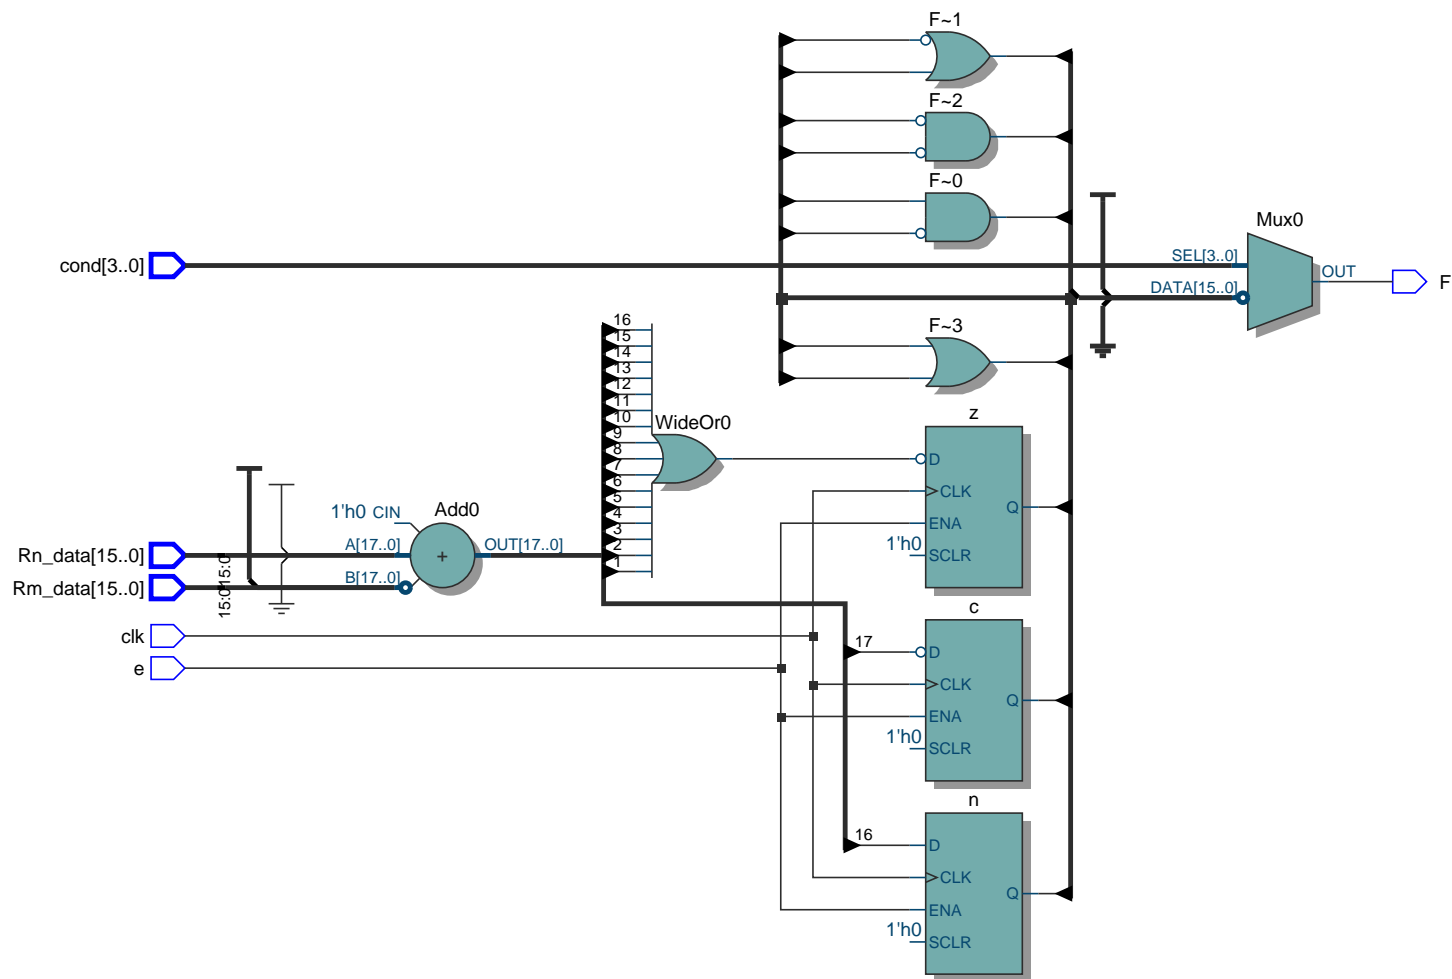 F~1
F~2
F~0
Mux0
cond[3..0]
SEL[3..0]
OUT
F
DATA[15..0]
F~3
16
15
14
13
12
11
10
9
8
7
6
5
4
3
2
1
WideOr0
z
D
CLK
ENA
1'h0 SCLR
Q
1'h0 CIN
Add0
Rn_data[15..0]
A[17..0]
+
OUT[17..0]
Rm_data[15..0]
B[17..0]
15:0
15:0
clk
e
c
17
D
CLK
ENA
1'h0 SCLR
Q
n
16
D
CLK
ENA
1'h0 SCLR
Q